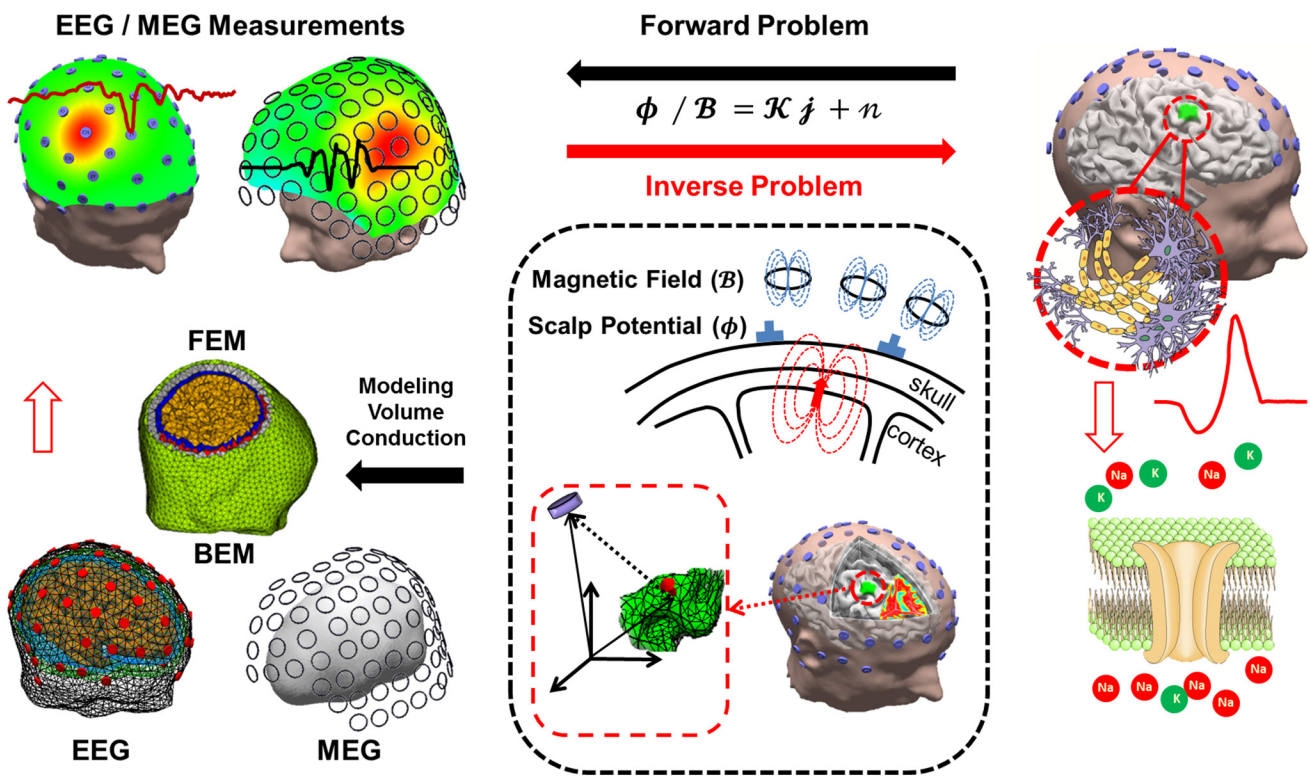 EEG / MEG Measurements
Forward Problem
ϕ / ℬ = 𝒦 𝒿 + 𝓃
Inverse Problem
Magnetic Field (ℬ)
Scalp Potential (ϕ)
skull
cortex
FEM
Modeling
Volume
Conduction
BEM
EEG
MEG
K
Na
K
Na
K
Na
Na
K
Na
Na
Na